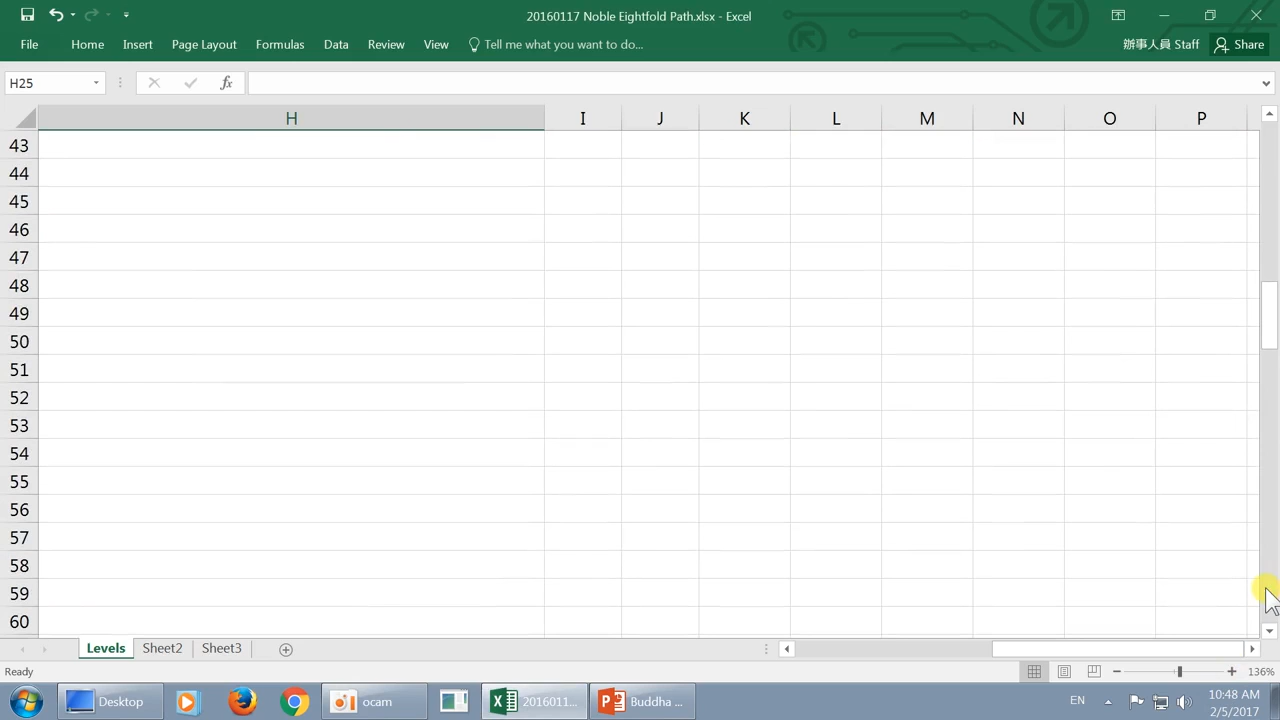 20160117 Noble Eightfold Path.xlsx - Excel
File Home Insert Page Layout Formulas Data Review View Tell me what you want to do... 辦事人員 Staff Share
H25 fx
H I J K L M N O P
43
44
45
46
47
48
49
50
51
52
53
54
55
56
57
58
59
60
Levels Sheet2 Sheet3
Ready 136%
Desktop ocam 2016011... Buddha ... EN 10:48 AM
2/5/2017